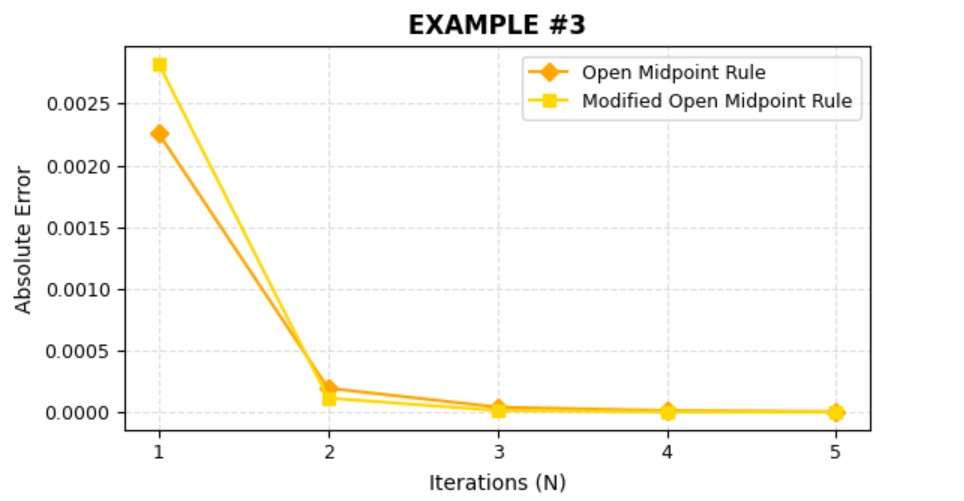 EXAMPLE #3
Open Midpoint Rule
Modified Open Midpoint Rule
Absolute Error
0.0025
0.0020
0.0015
0.0010
0.0005
0.0000
1 2 3 4 5
Iterations (N)